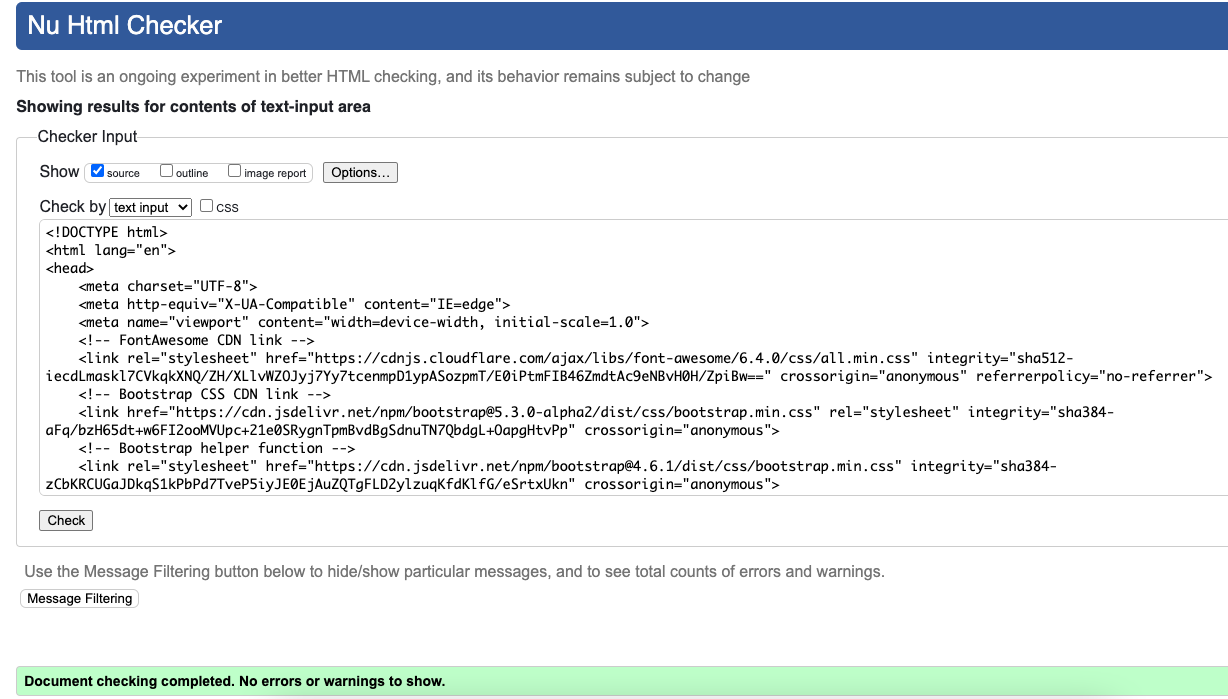 Nu Html Checker
This tool is an ongoing experiment in better HTML checking, and its behavior remains subject to change
Showing results for contents of text-input area
Checker Input
Show source outline image report Options...
Check by text input CSS
<!DOCTYPE html>
<html lang="en">
<head>
    <meta charset="UTF-8">
    <meta http-equiv="X-UA-Compatible" content="IE=edge">
    <meta name="viewport" content="width=device-width, initial-scale=1.0">
    <!-- FontAwesome CDN link -->
    <link rel="stylesheet" href="https://cdnjs.cloudflare.com/ajax/libs/font-awesome/6.4.0/css/all.min.css" integrity="sha512-
iecdLmaskl7CVkqkXNQ/ZH/XLlvWZOJyj7Yy7tcenmpD1ypASozpmT/E0iPtmFIB46ZmdtAc9eNBvH0H/ZpiBw==" crossorigin="anonymous" referrerpolicy="no-referrer">
    <!-- Bootstrap CSS CDN link -->
    <link href="https://cdn.jsdelivr.net/npm/bootstrap@5.3.0-alpha2/dist/css/bootstrap.min.css" rel="stylesheet" integrity="sha384-
aFq/bzH65dt+w6FI2ooMVUpc+21e0SRygnTpmBvdBgSdnuTN7QbdgL+OapgHtvPp" crossorigin="anonymous">
    <!-- Bootstrap helper function -->
    <link rel="stylesheet" href="https://cdn.jsdelivr.net/npm/bootstrap@4.6.1/dist/css/bootstrap.min.css" integrity="sha384-
zCbKRCUGaJDkqS1kPbPd7TveP5iyJE0EjAuZQTgFLD2ylzuqKfdKlfG/eSrtxUkn" crossorigin="anonymous">
Check
Use the Message Filtering button below to hide/show particular messages, and to see total counts of errors and warnings.
Message Filtering
Document checking completed. No errors or warnings to show.